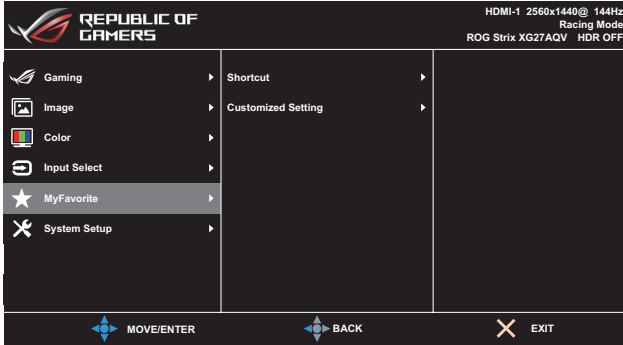 REPUBLIC OF
GAMERS
HDMI-1 2560x1440@ 144Hz
Racing Mode
ROG Strix XG27AQV HDR OFF
Gaming
Shortcut
Image
Customized Setting
Color
Input Select
MyFavorite
System Setup
MOVE/ENTER
BACK
EXIT